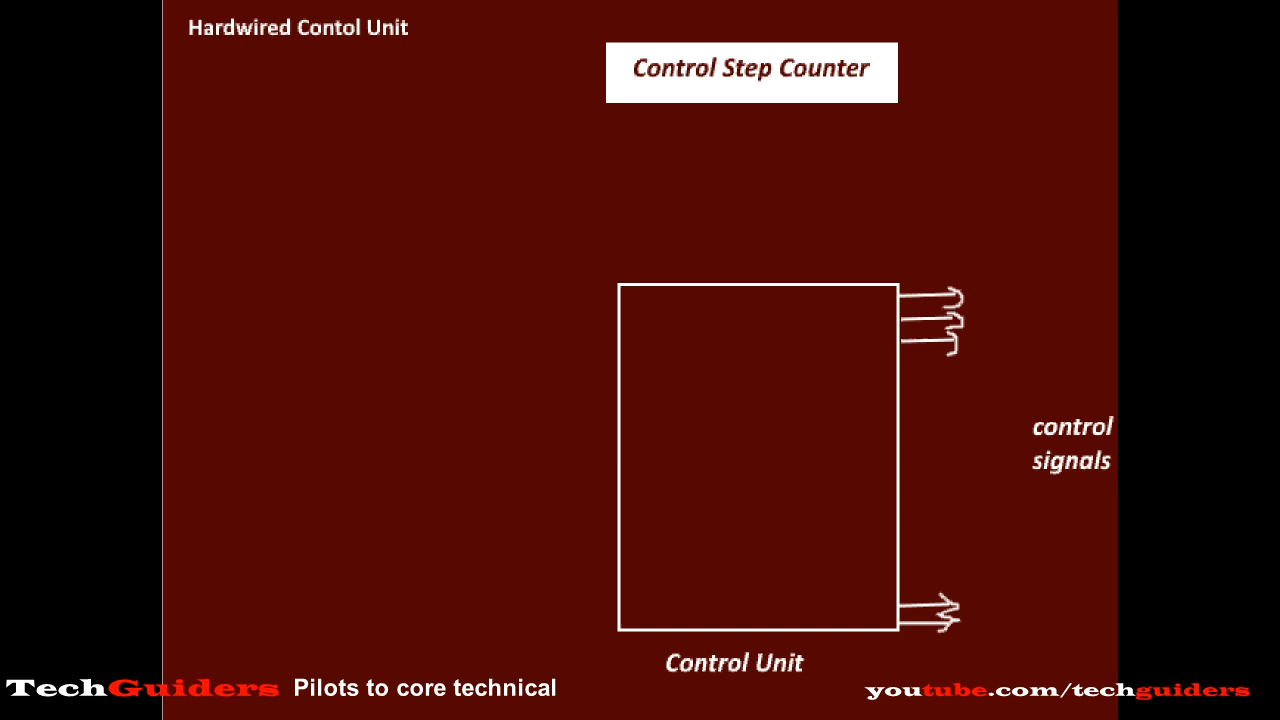 Hardwired Contol Unit
Control Step Counter
control
signals
Control Unit
TechGuiders Pilots to core technical
youtube.com/techguiders